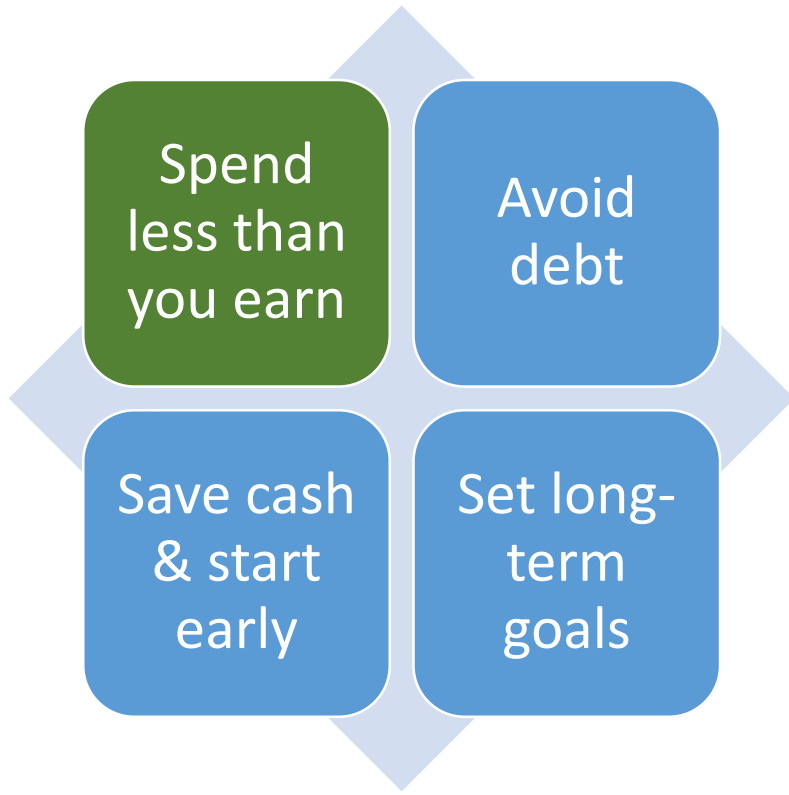 Spend
less than
you earn
Avoid
debt
Save cash
& start
early
Set long-
term
goals